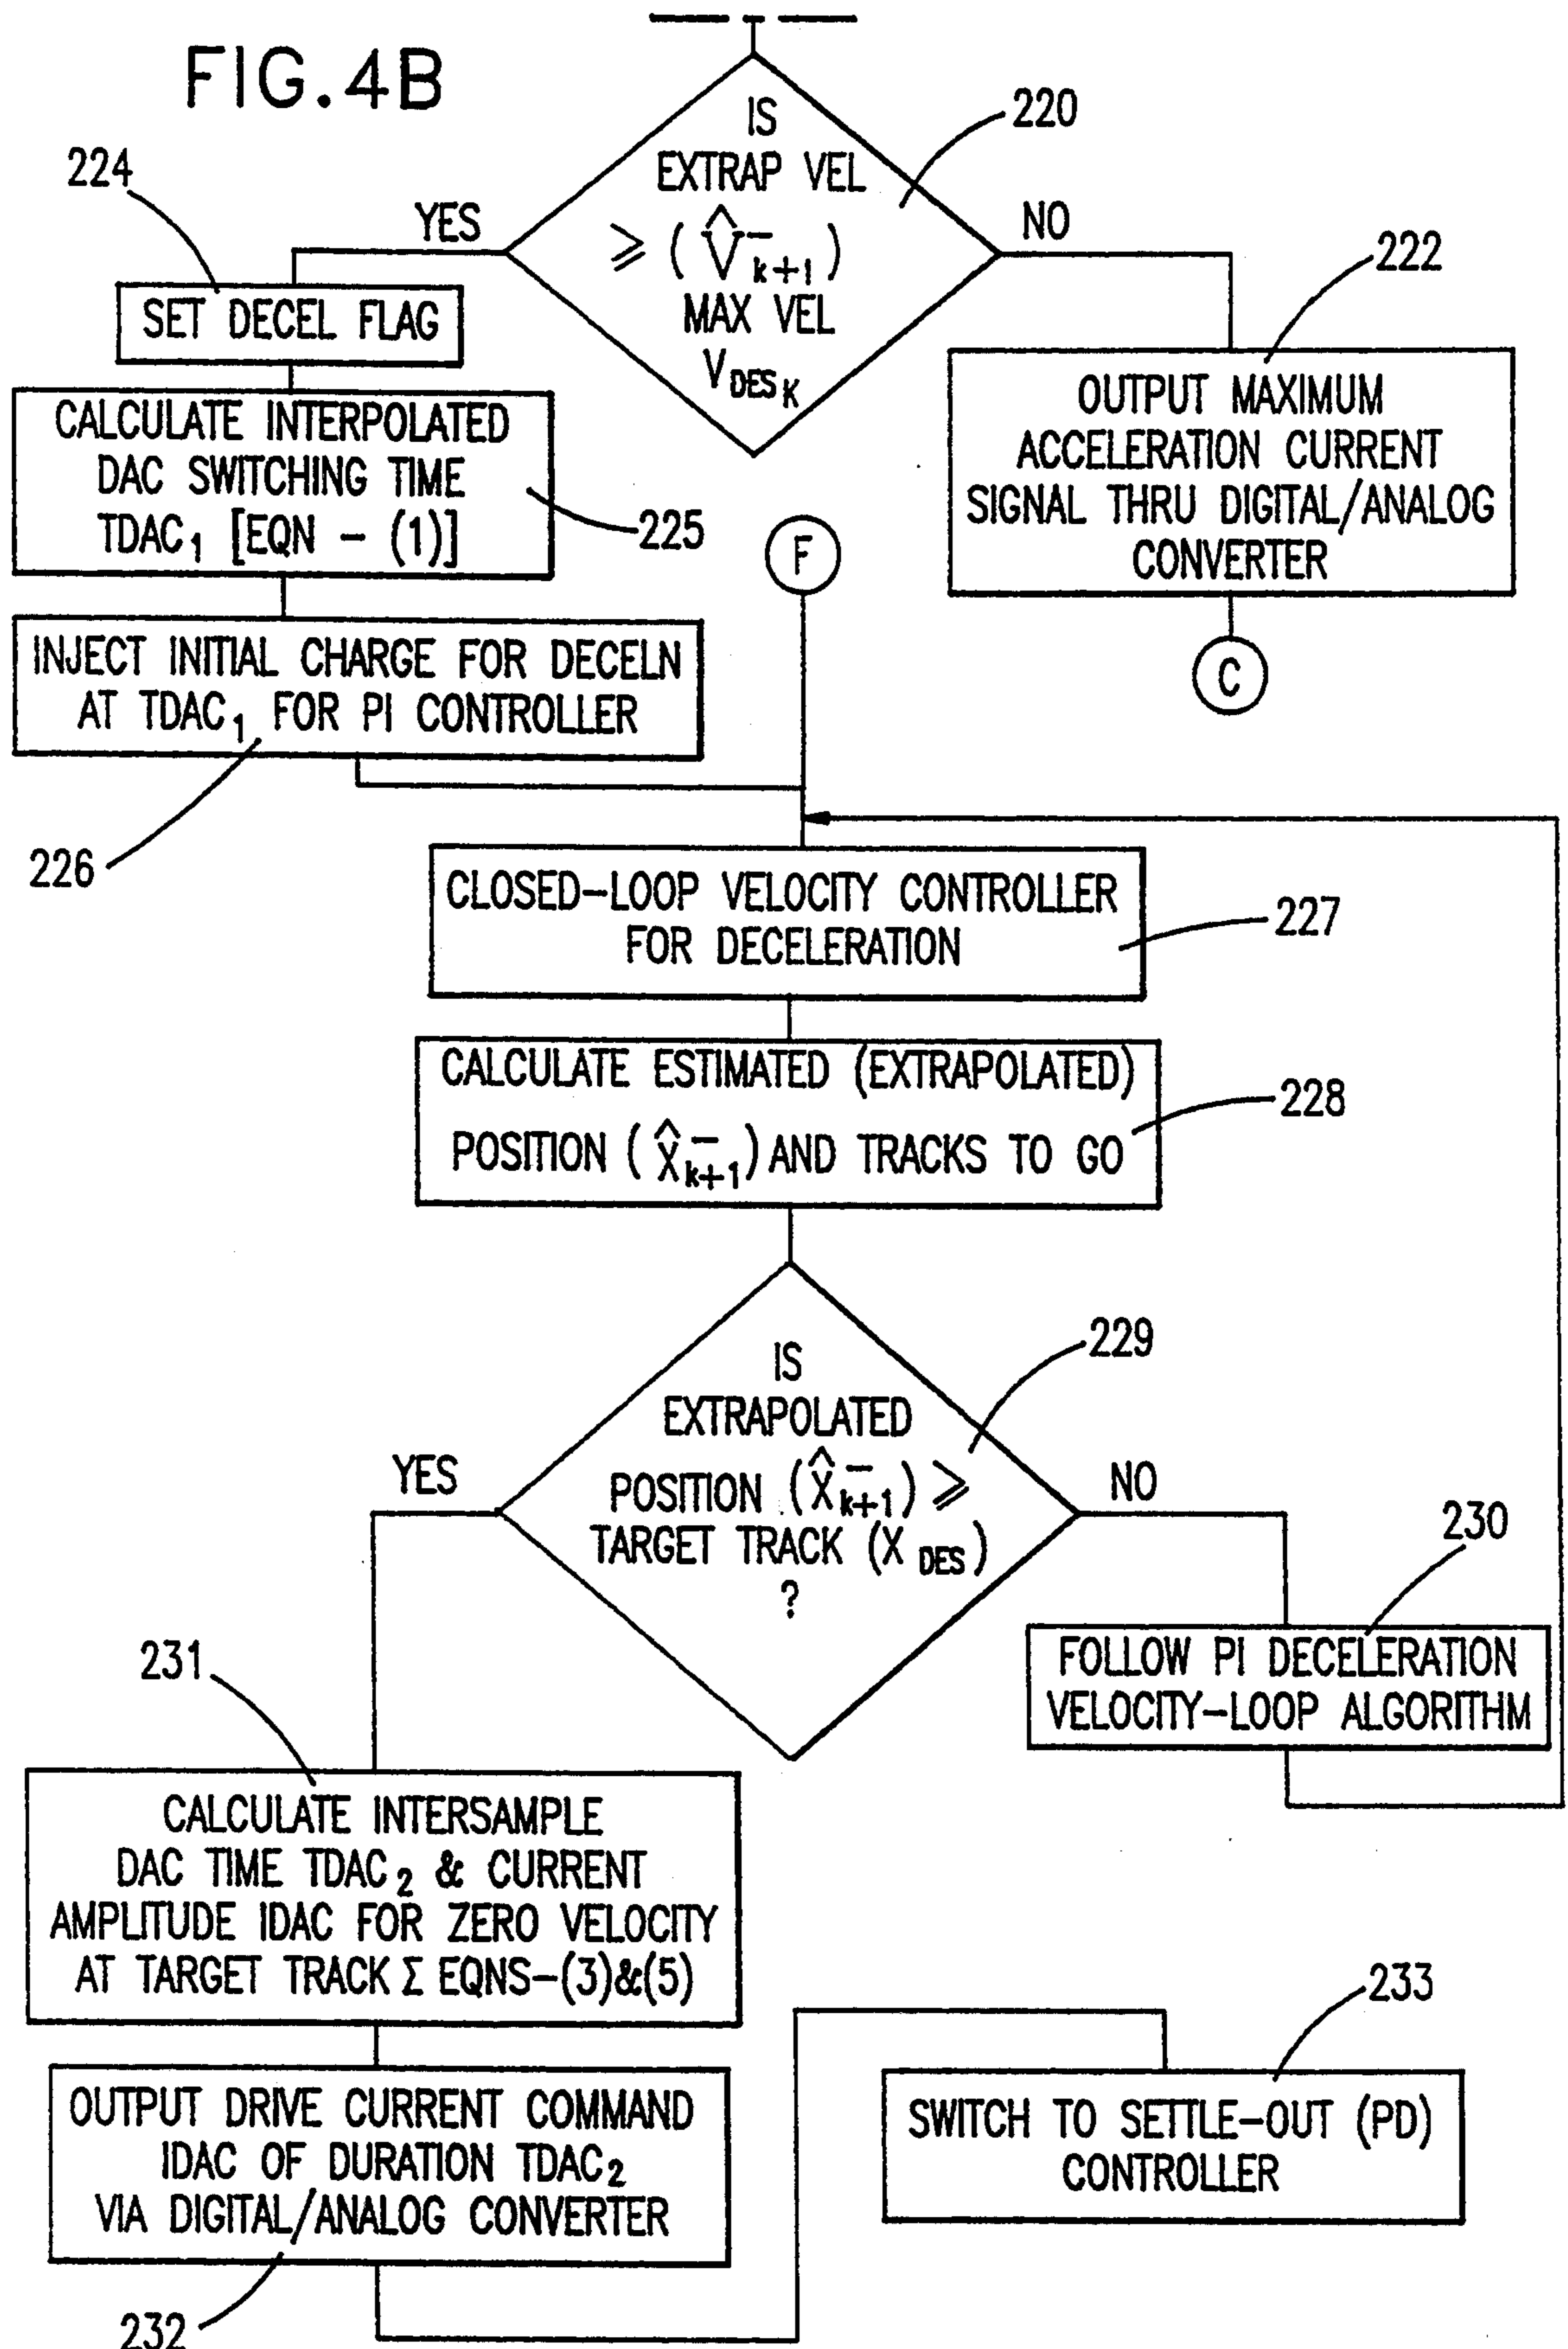 FIG.4B
IS
EXTRAP VEL
≥ ( V̂⁻ₖ₊₁ )
MAX VEL
V DES K
220
224
YES
NO
222
SET DECEL FLAG
CALCULATE INTERPOLATED
DAC SWITCHING TIME
TDAC₁ [EQN - (1)]
225
OUTPUT MAXIMUM
ACCELERATION CURRENT
SIGNAL THRU DIGITAL/ANALOG
CONVERTER
F
C
INJECT INITIAL CHARGE FOR DECELN
AT TDAC₁ FOR PI CONTROLLER
226
CLOSED-LOOP VELOCITY CONTROLLER
FOR DECELERATION
227
CALCULATE ESTIMATED (EXTRAPOLATED)
POSITION ( X̂⁻ₖ₊₁ ) AND TRACKS TO GO
228
IS
EXTRAPOLATED
POSITION (X̂⁻ₖ₊₁) ≥
TARGET TRACK (X DES)
?
229
YES
NO
230
FOLLOW PI DECELERATION
VELOCITY-LOOP ALGORITHM
231
CALCULATE INTERSAMPLE
DAC TIME TDAC₂ & CURRENT
AMPLITUDE IDAC FOR ZERO VELOCITY
AT TARGET TRACK Σ EQNS-(3)&(5)
OUTPUT DRIVE CURRENT COMMAND
IDAC OF DURATION TDAC₂
VIA DIGITAL/ANALOG CONVERTER
232
233
SWITCH TO SETTLE-OUT (PD)
CONTROLLER